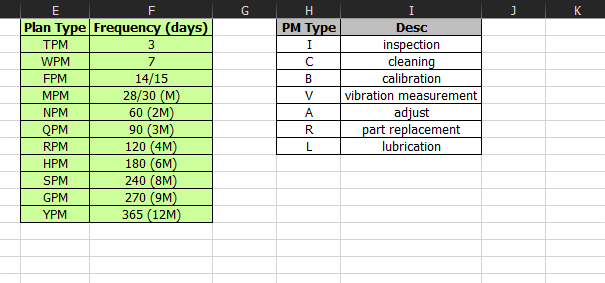 E F G H I J K
Plan Type Frequency (days) PM Type Desc
TPM 3 I inspection
WPM 7 C cleaning
FPM 14/15 B calibration
MPM 28/30 (M) V vibration measurement
NPM 60 (2M) A adjust
QPM 90 (3M) R part replacement
RPM 120 (4M) L lubrication
HPM 180 (6M)
SPM 240 (8M)
GPM 270 (9M)
YPM 365 (12M)